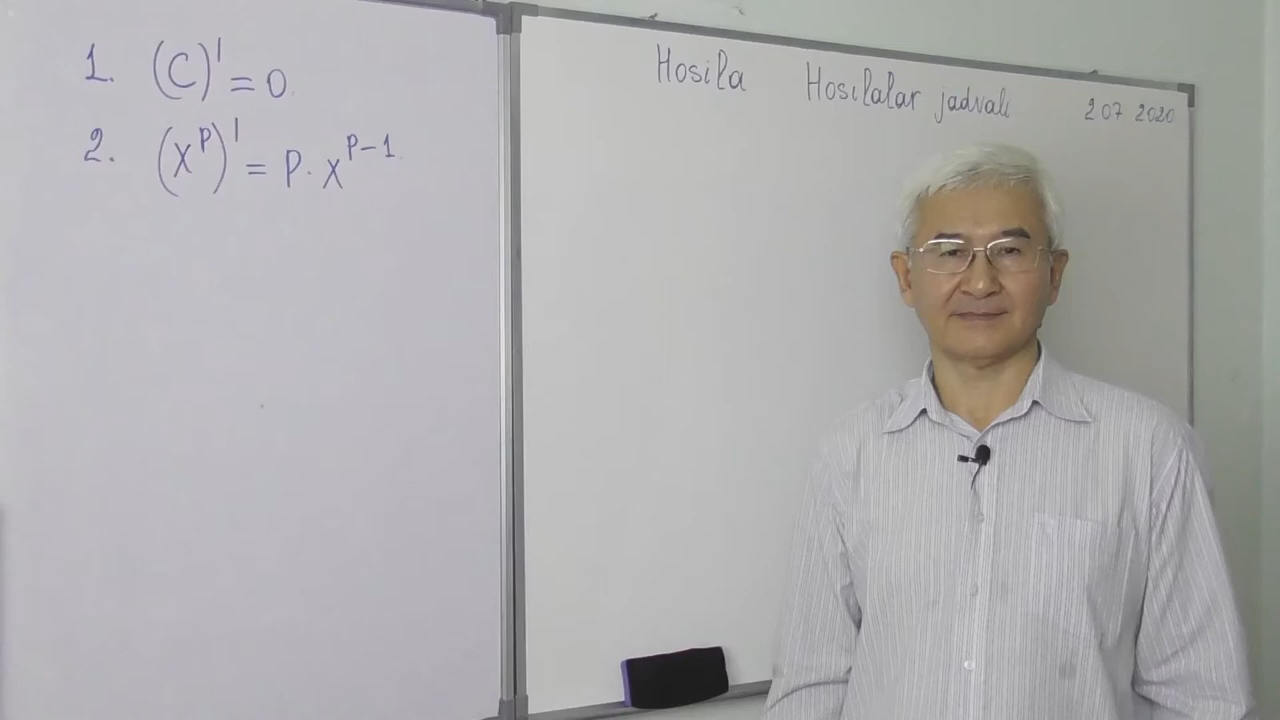 1. (C)' = 0.
2. (x^p)' = p · x^{p-1}.
Hosila Hosilalar jadvali 2 07 2020